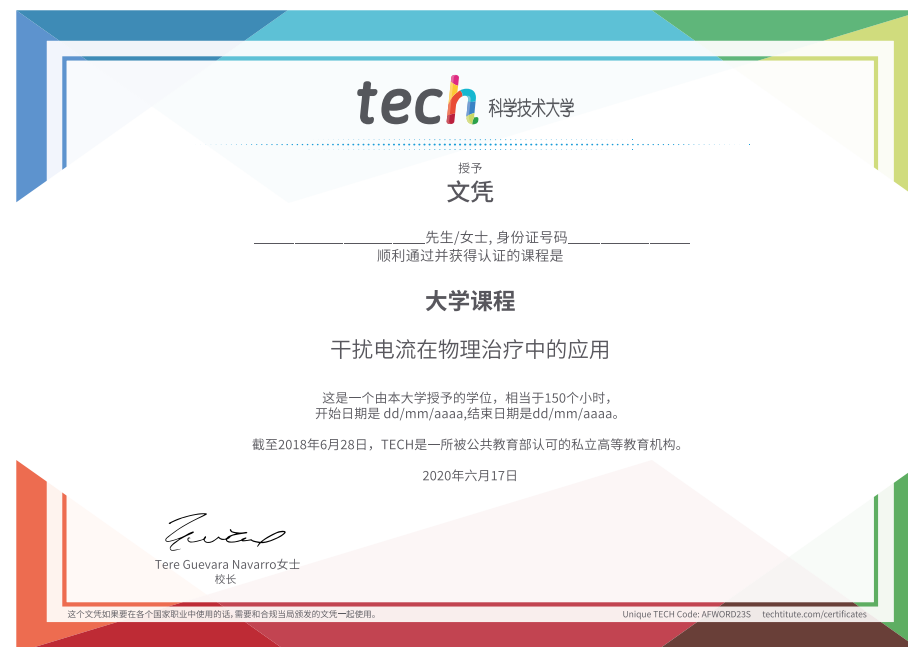 tech 科学技术大学
授予
文凭
先生/女士, 身份证号码
顺利通过并获得认证的课程是
大学课程
干扰电流在物理治疗中的应用
这是一个由本大学授予的学位，相当于150个小时，
开始日期是 dd/mm/aaaa,结束日期是dd/mm/aaaa。
截至2018年6月28日，TECH是一所被公共教育部认可的私立高等教育机构。
2020年六月17日
Tere Guevara Navarro女士
校长
这个文凭如果要在各个国家职业中使用的话,需要和合规当局颁发的文凭一起使用。
Unique TECH Code: AFWORD23S techtitute.com/certificates